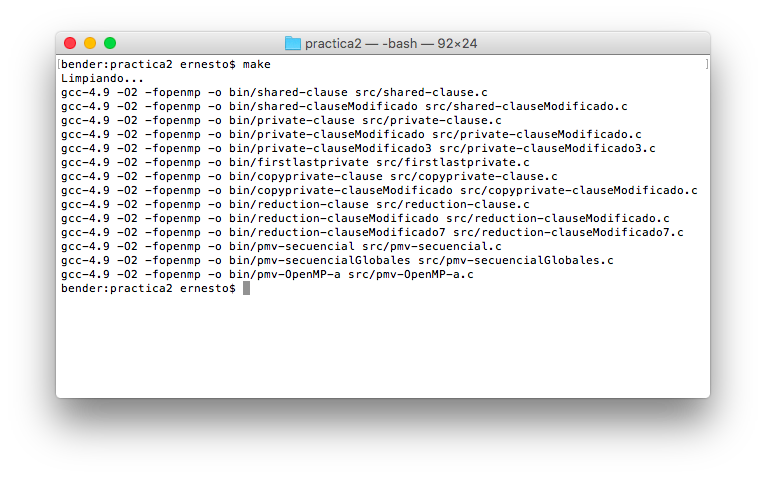 practica2 — -bash — 92×24
[bender:practica2 ernesto$ make ]
Limpiando...
gcc-4.9 -O2 -fopenmp -o bin/shared-clause src/shared-clause.c
gcc-4.9 -O2 -fopenmp -o bin/shared-clauseModificado src/shared-clauseModificado.c
gcc-4.9 -O2 -fopenmp -o bin/private-clause src/private-clause.c
gcc-4.9 -O2 -fopenmp -o bin/private-clauseModificado src/private-clauseModificado.c
gcc-4.9 -O2 -fopenmp -o bin/private-clauseModificado3 src/private-clauseModificado3.c
gcc-4.9 -O2 -fopenmp -o bin/firstlastprivate src/firstlastprivate.c
gcc-4.9 -O2 -fopenmp -o bin/copyprivate-clause src/copyprivate-clause.c
gcc-4.9 -O2 -fopenmp -o bin/copyprivate-clauseModificado src/copyprivate-clauseModificado.c
gcc-4.9 -O2 -fopenmp -o bin/reduction-clause src/reduction-clause.c
gcc-4.9 -O2 -fopenmp -o bin/reduction-clauseModificado src/reduction-clauseModificado.c
gcc-4.9 -O2 -fopenmp -o bin/reduction-clauseModificado7 src/reduction-clauseModificado7.c
gcc-4.9 -O2 -fopenmp -o bin/pmv-secuencial src/pmv-secuencial.c
gcc-4.9 -O2 -fopenmp -o bin/pmv-secuencialGlobales src/pmv-secuencialGlobales.c
gcc-4.9 -O2 -fopenmp -o bin/pmv-OpenMP-a src/pmv-OpenMP-a.c
bender:practica2 ernesto$